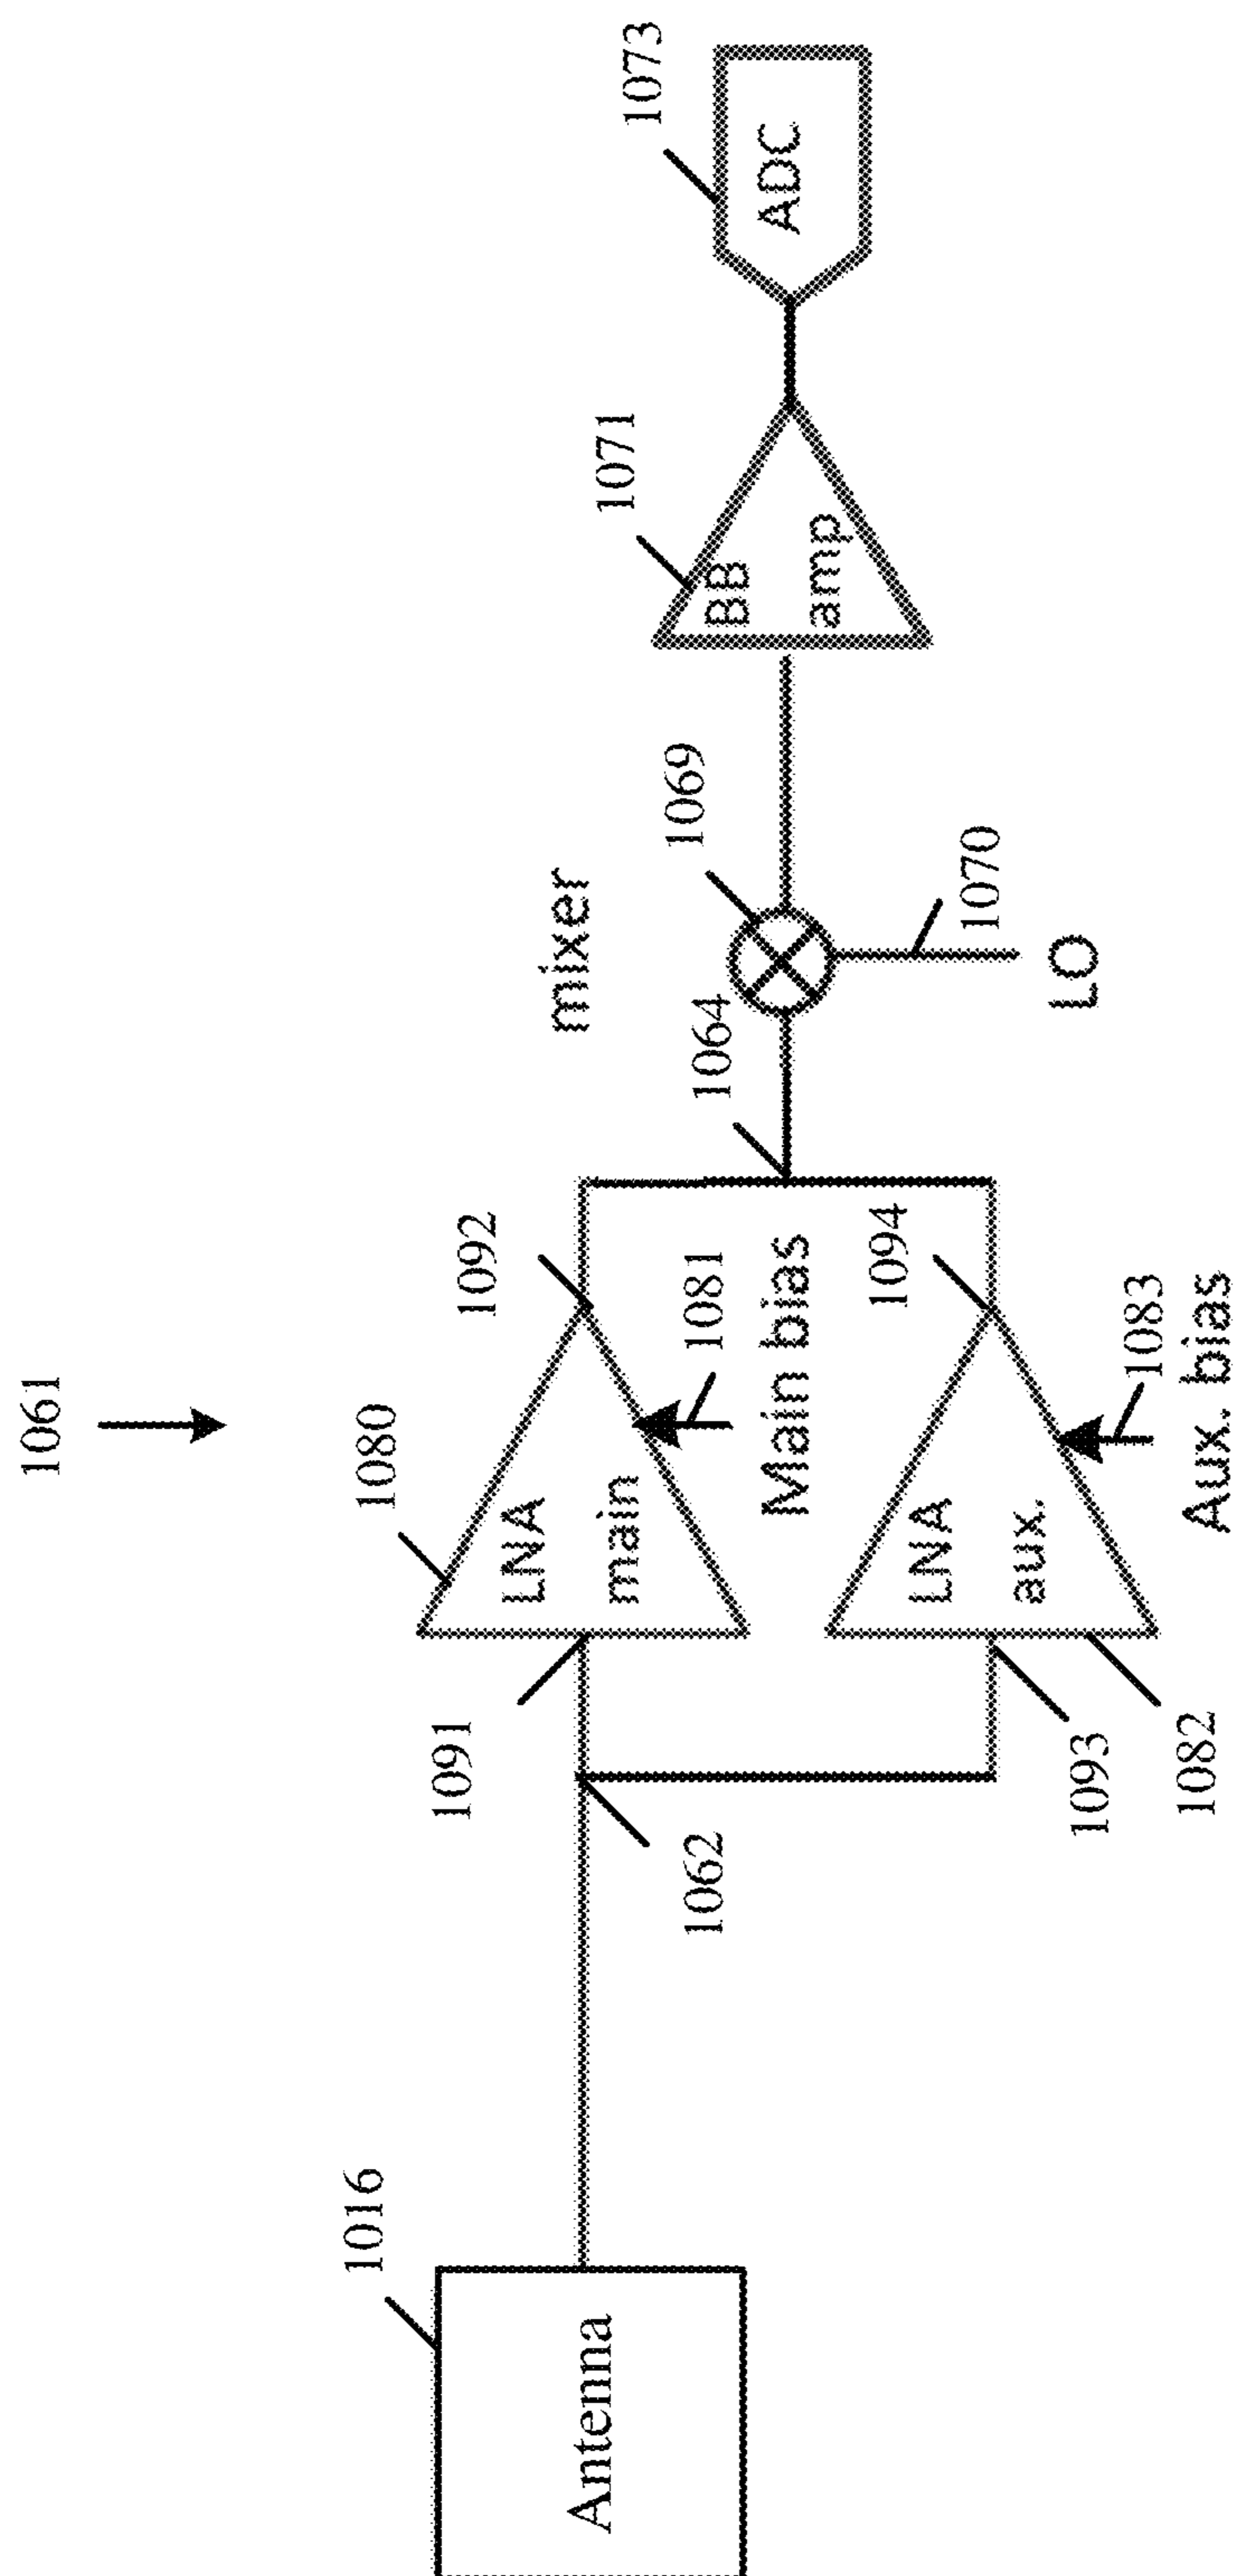 1061
1016
Antenna
1062
1091
1080
LNA
main
1092
1081
Main bias
1093
1082
LNA
aux.
1094
1083
Aux. bias
1064
mixer
1069
1070
LO
1071
BB
amp
1073
ADC